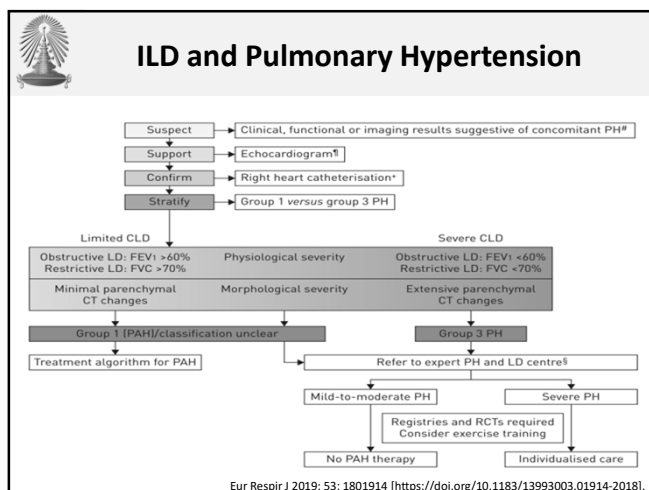 ILD and Pulmonary Hypertension
Suspect
Clinical, functional or imaging results suggestive of concomitant PH#
Support
Echocardiogram¶
Confirm
Right heart catheterisation+
Stratify
Group 1 versus group 3 PH
Limited CLD
Severe CLD
Obstructive LD: FEV1 >60%
Restrictive LD: FVC >70%
Physiological severity
Obstructive LD: FEV1 <60%
Restrictive LD: FVC <70%
Minimal parenchymal
CT changes
Morphological severity
Extensive parenchymal
CT changes
Group 1 (PAH)/classification unclear
Group 3 PH
Treatment algorithm for PAH
Refer to expert PH and LD centre§
Mild-to-moderate PH
Severe PH
Registries and RCTs required
Consider exercise training
No PAH therapy
Individualised care
Eur Respir J 2019; 53: 1801914 [https://doi.org/10.1183/13993003.01914-2018].